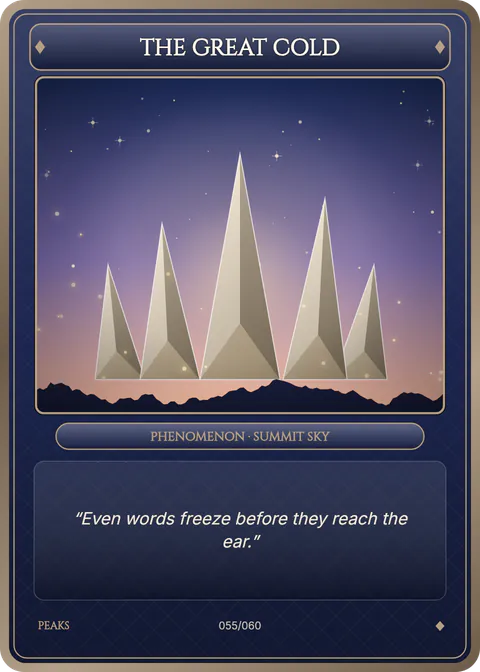 THE GREAT COLD
PHENOMENON · SUMMIT SKY
“Even words freeze before they reach the
ear.”
PEAKS
055/060